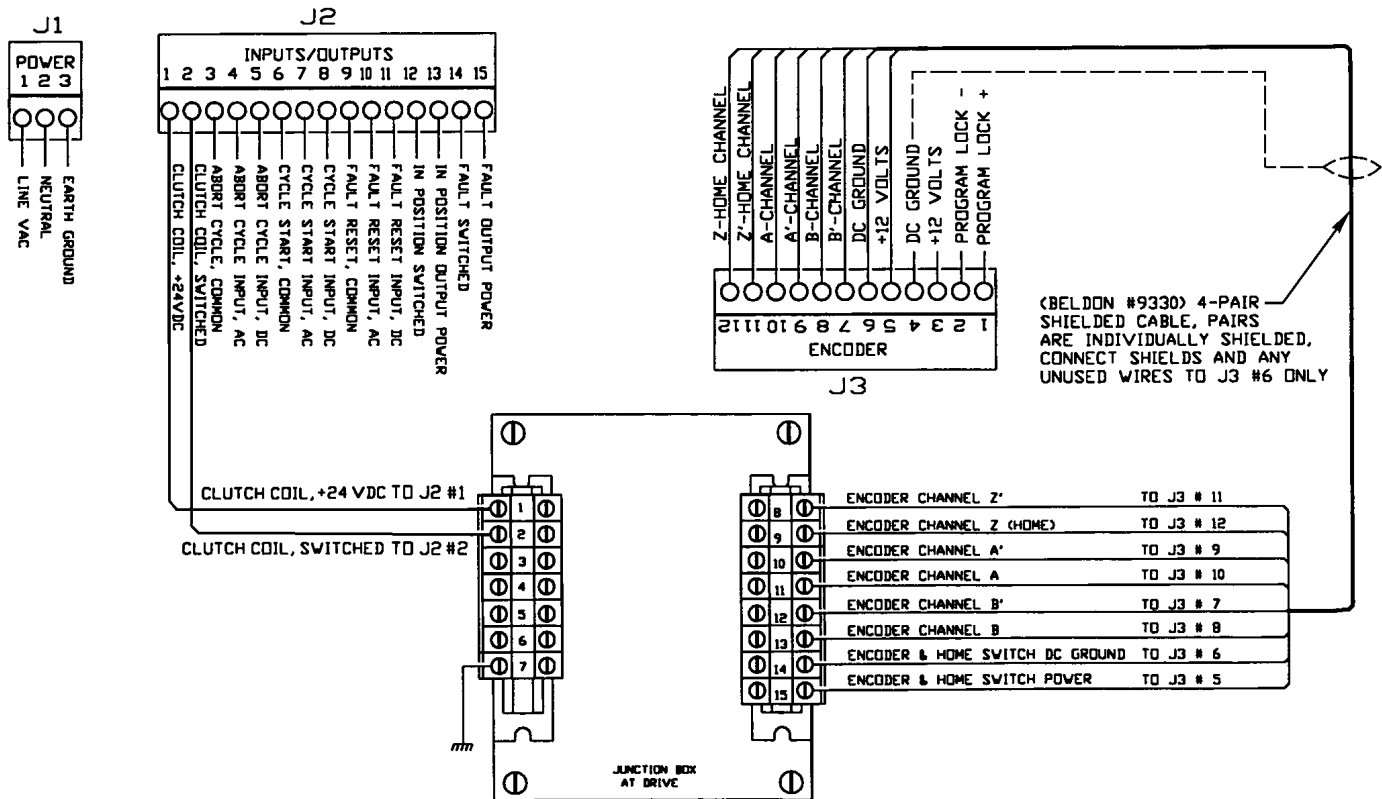 J1
POWER
1 2 3
LINE VAC
NEUTRAL
EARTH GROUND
J2
INPUTS/OUTPUTS
1 2 3 4 5 6 7 8 9 10 11 12 13 14 15
CLUTCH COIL, +24VDC
CLUTCH COIL, SWITCHED
ABORT CYCLE, COMMON
ABORT CYCLE INPUT, AC
ABORT CYCLE INPUT, DC
CYCLE START, COMMON
CYCLE START INPUT, AC
CYCLE START INPUT, DC
FAULT RESET, COMMON
FAULT RESET INPUT, AC
FAULT RESET INPUT, DC
IN POSITION SWITCHED
IN POSITION OUTPUT POWER
FAULT SWITCHED
FAULT OUTPUT POWER
Z-HOME CHANNEL
Z'-HOME CHANNEL
A-CHANNEL
A'-CHANNEL
B-CHANNEL
B'-CHANNEL
DC GROUND
+12 VOLTS
DC GROUND
+12 VOLTS
PROGRAM LOCK -
PROGRAM LOCK +
12 11 10 9 8 7 6 5 4 3 2 1
ENCODER
J3
(BELDON #9330) 4-PAIR
SHIELDED CABLE, PAIRS
ARE INDIVIDUALLY SHIELDED,
CONNECT SHIELDS AND ANY
UNUSED WIRES TO J3 #6 ONLY
CLUTCH COIL,+24 VDC TO J2 #1
CLUTCH COIL, SWITCHED TO J2 #2
1
2
3
4
5
6
7
8
9
10
11
12
13
14
15
ENCODER CHANNEL Z' TO J3 # 11
ENCODER CHANNEL Z (HOME) TO J3 # 12
ENCODER CHANNEL A' TO J3 # 9
ENCODER CHANNEL A TO J3 # 10
ENCODER CHANNEL B' TO J3 # 7
ENCODER CHANNEL B TO J3 # 8
ENCODER & HOME SWITCH DC GROUND TO J3 # 6
ENCODER & HOME SWITCH POWER TO J3 # 5
JUNCTION BOX
AT DRIVE